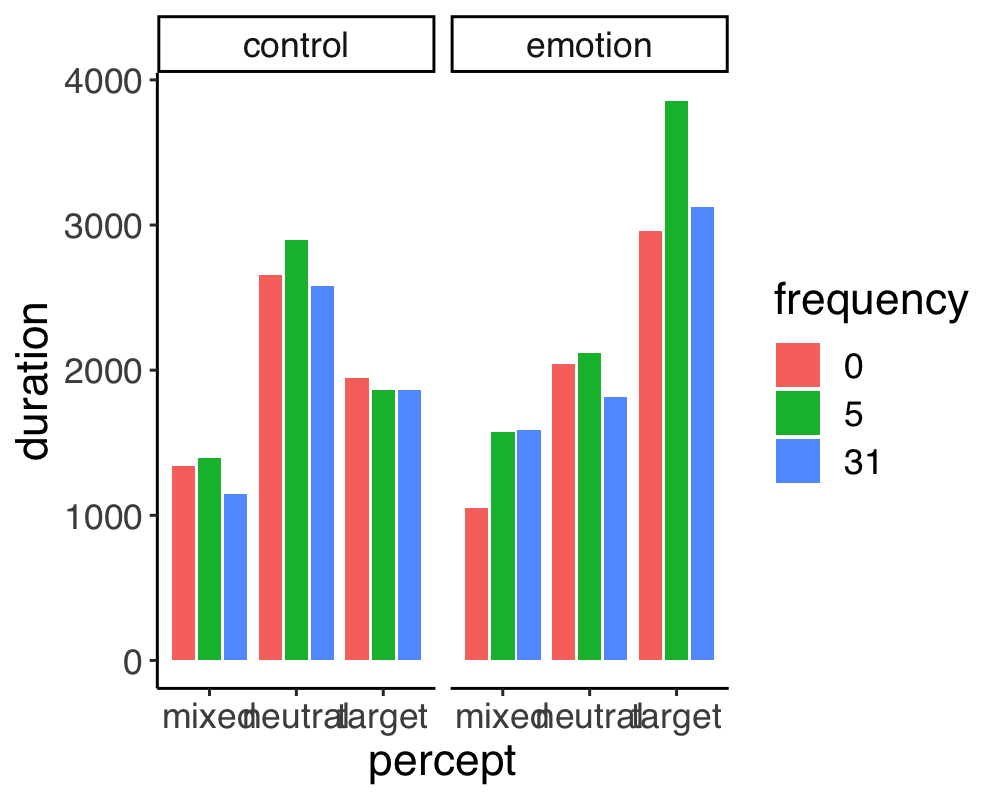 control
emotion
4000
3000
2000
1000
0
duration
mixed neutral target
mixed neutral target
percept
frequency
0
5
31